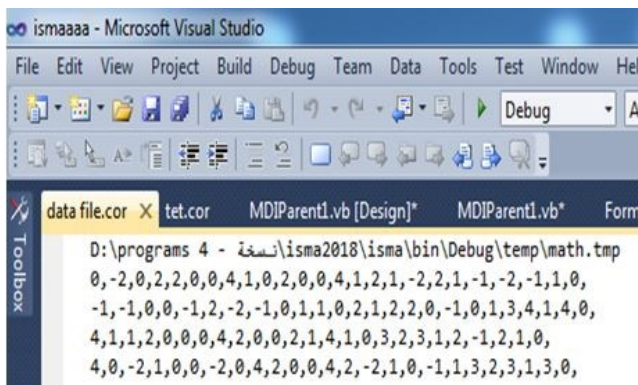 ismaaaa - Microsoft Visual Studio
File Edit View Project Build Debug Team Data Tools Test Window
Debug
data file.cor X tet.cor MDIParent1.vb [Design]* MDIParent1.vb* Form
Toolbox
D:\programs 4 - نسخة\isma2018\isma\bin\Debug\temp\math.tmp
0,-2,0,2,2,0,0,4,1,0,2,0,0,4,1,2,1,-2,2,1,-1,-2,-1,1,0,
-1,-1,0,0,-1,2,-2,-1,0,1,1,0,2,1,2,2,0,-1,0,1,3,4,1,4,0,
4,1,1,2,0,0,0,4,2,0,0,2,1,4,1,0,3,2,3,1,2,-1,2,1,0,
4,0,-2,1,0,0,-2,0,4,2,0,0,4,2,-2,1,0,-1,1,3,2,3,1,3,0,